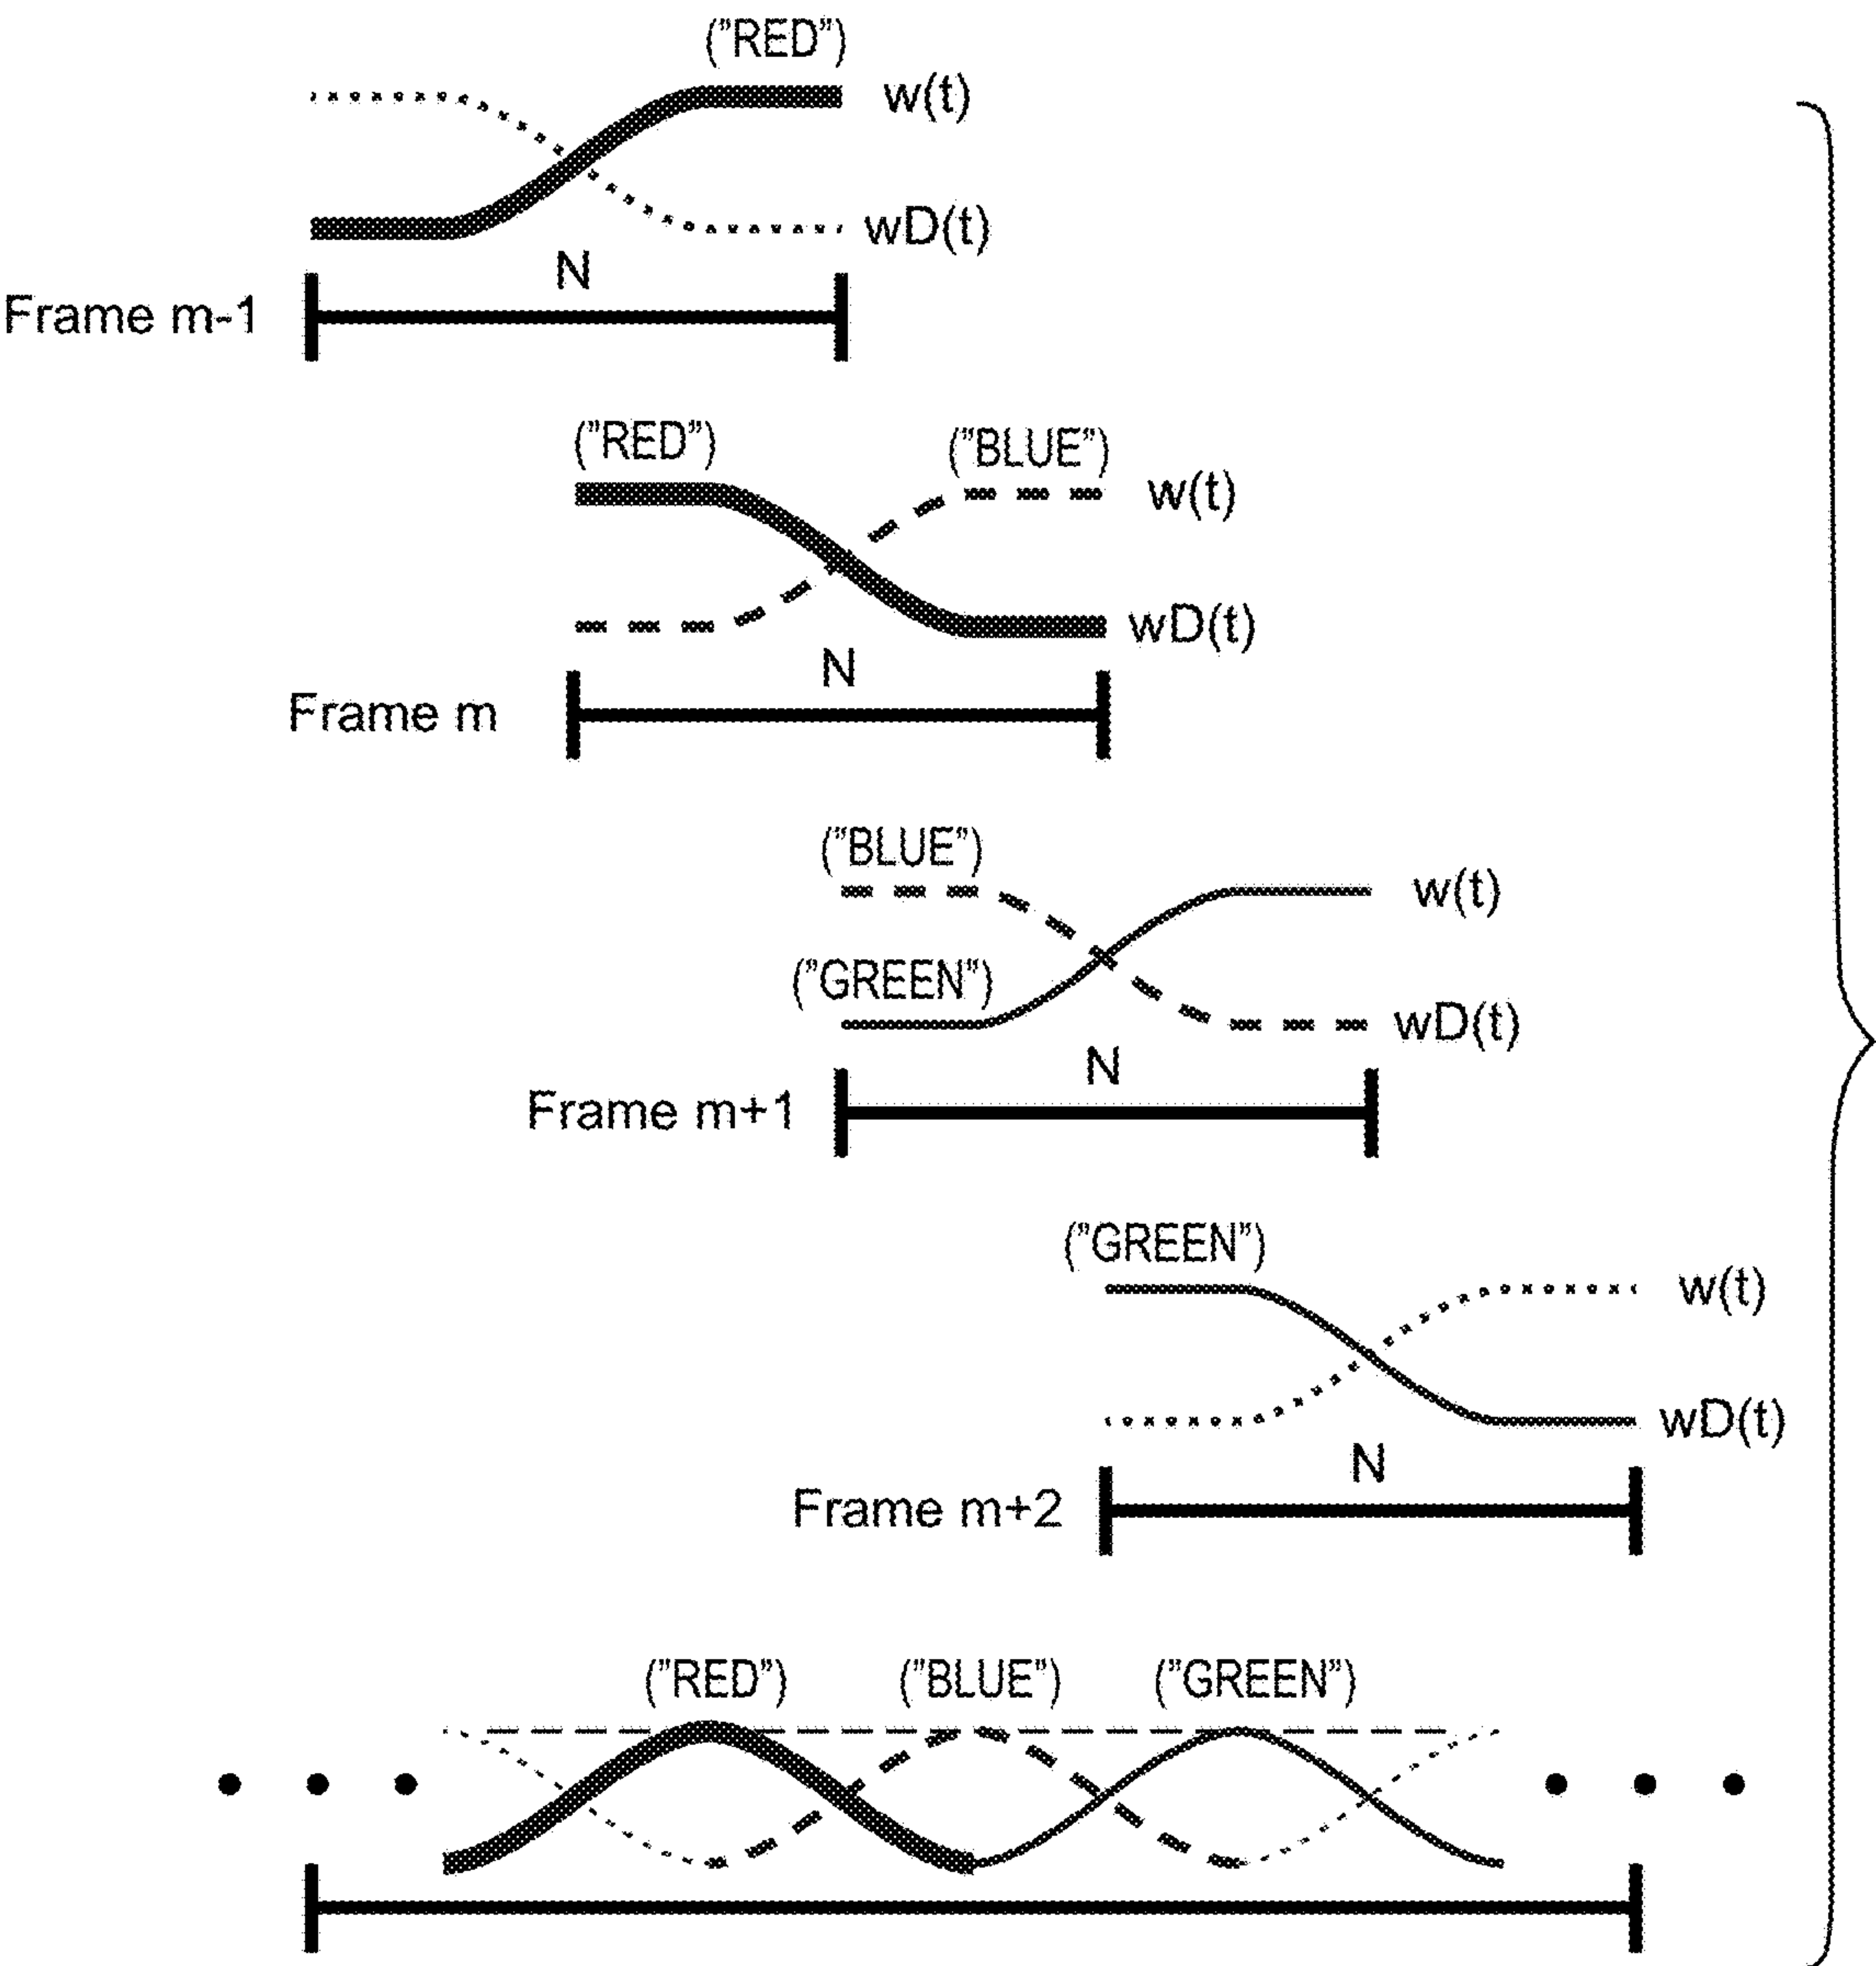 ("RED")
w(t)
wD(t)
N
Frame m-1
("RED") ("BLUE")
w(t)
wD(t)
N
Frame m
("BLUE")
w(t)
("GREEN")
wD(t)
N
Frame m+1
("GREEN")
w(t)
wD(t)
N
Frame m+2
("RED") ("BLUE") ("GREEN")